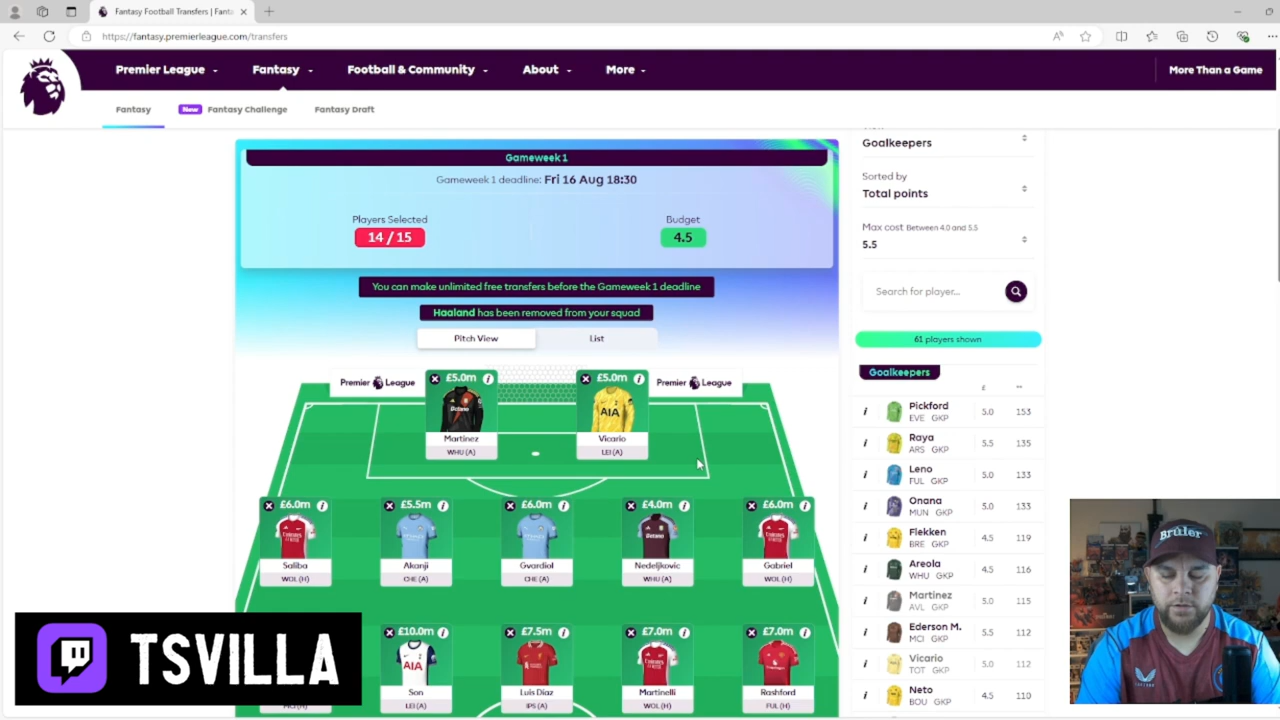 Fantasy Football Transfers | Fanta
https://fantasy.premierleague.com/transfers
Premier League
Fantasy
Football & Community
About
More
More Than a Game
Fantasy
New
Fantasy Challenge
Fantasy Draft
Gameweek 1
Gameweek 1 deadline: Fri 16 Aug 18:30
Players Selected
14 / 15
Budget
4.5
You can make unlimited free transfers before the Gameweek 1 deadline
Haaland has been removed from your squad
Pitch View
List
Premier League
Premier League
£5.0m
Betano
Martinez
WHU (A)
£5.0m
AIA
Vicario
LEI (A)
£6.0m
Saliba
WOL (H)
£5.5m
Akanji
CHE (A)
£6.0m
Gvardiol
CHE (A)
£4.0m
Betano
Nedeljkovic
WHU (A)
£6.0m
Gabriel
WOL (H)
£10.0m
AIA
Son
LEI (A)
£7.5m
Luis Díaz
IPS (A)
£7.0m
Martinelli
WOL (H)
£7.0m
Rashford
FUL (H)
Goalkeepers
Sorted by
Total points
Max cost Between 4.0 and 5.5
5.5
Search for player...
61 players shown
Goalkeepers
£
**
i Pickford 5.0 153
EVE GKP
i Raya 5.5 135
ARS GKP
i Leno 5.0 133
FUL GKP
i Onana 5.0 133
MUN GKP
i Flekken 4.5 119
BRE GKP
i Areola 4.5 116
WHU GKP
i Martinez 5.0 115
AVL GKP
i Ederson M. 5.5 112
MCI GKP
i Vicario 5.0 112
TOT GKP
i Neto 4.5 110
BOU GKP
TSVILLA